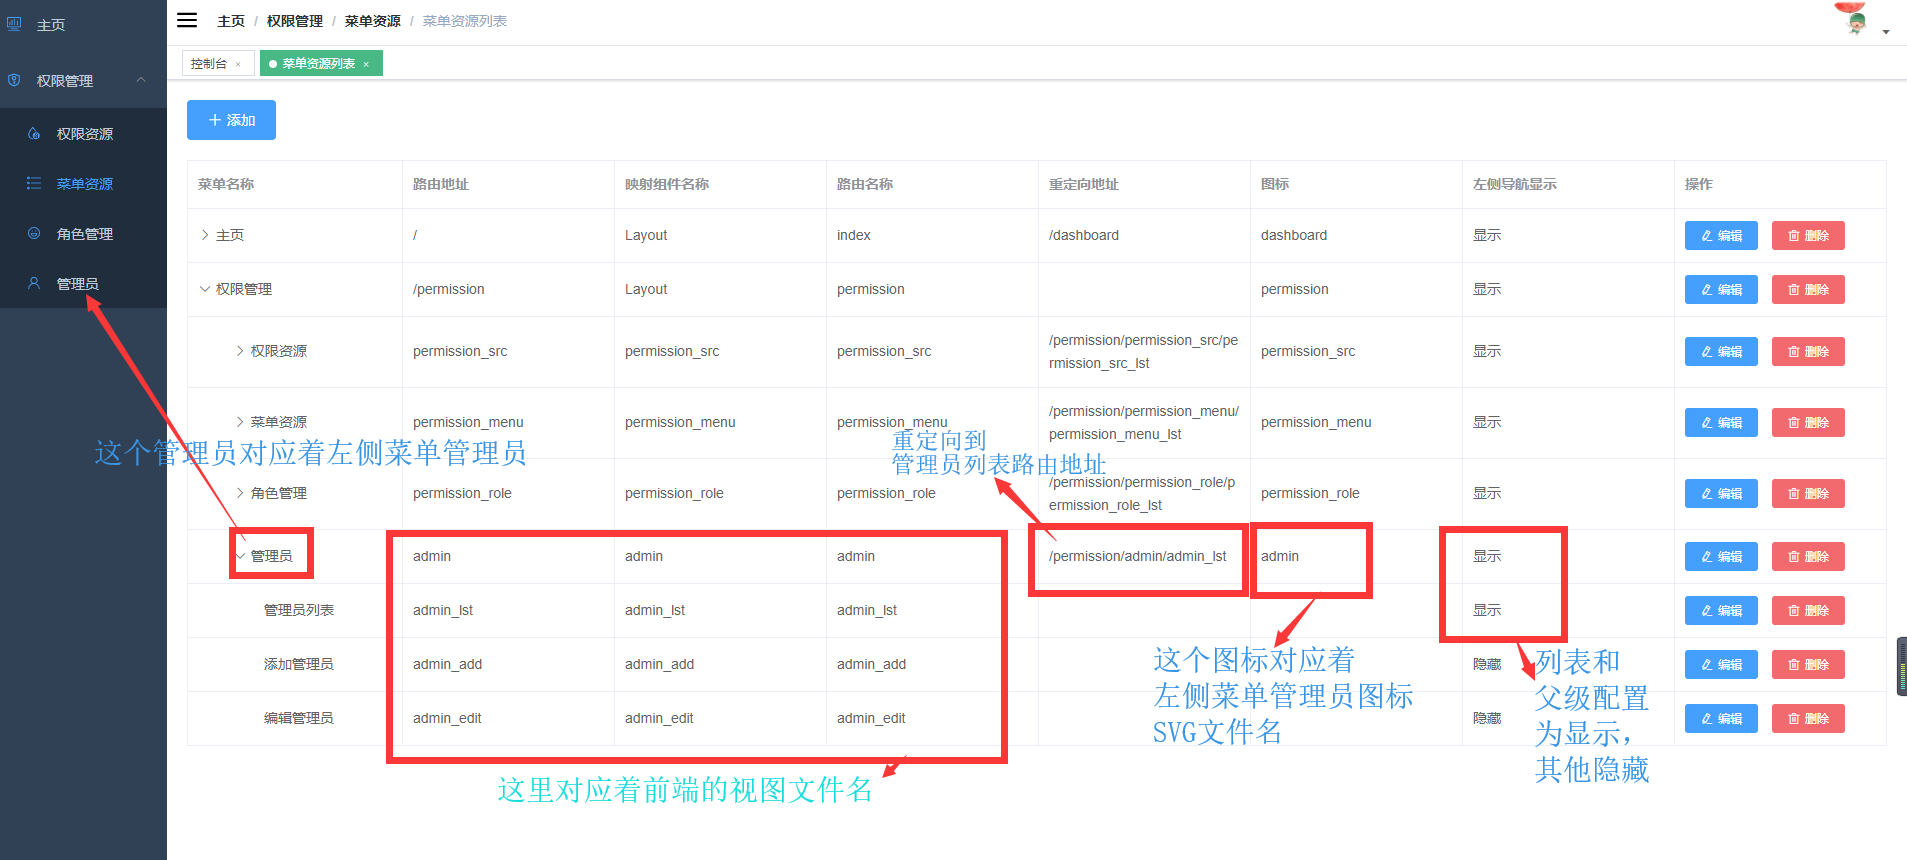 主页
权限管理
权限资源
菜单资源
角色管理
管理员
主页 / 权限管理 / 菜单资源 / 菜单资源列表
控制台 ×
菜单资源列表 ×
+ 添加
菜单名称 路由地址 映射组件名称 路由名称 重定向地址 图标 左侧导航显示 操作
主页 / Layout index /dashboard dashboard 显示 编辑 删除
权限管理 /permission Layout permission permission 显示 编辑 删除
权限资源 permission_src permission_src permission_src /permission/permission_src/pe
rmission_src_lst permission_src 显示 编辑 删除
菜单资源 permission_menu permission_menu permission_menu /permission/permission_menu/
permission_menu_lst permission_menu 显示 编辑 删除
角色管理 permission_role permission_role permission_role /permission/permission_role/p
ermission_role_lst permission_role 显示 编辑 删除
管理员 admin admin admin /permission/admin/admin_lst admin 显示 编辑 删除
管理员列表 admin_lst admin_lst admin_lst 显示 编辑 删除
添加管理员 admin_add admin_add admin_add 隐藏 编辑 删除
编辑管理员 admin_edit admin_edit admin_edit 隐藏 编辑 删除
这个管理员对应着左侧菜单管理员
重定向到
管理员列表路由地址
这个图标对应着
左侧菜单管理员图标
SVG文件名
列表和
父级配置
为显示，
其他隐藏
这里对应着前端的视图文件名